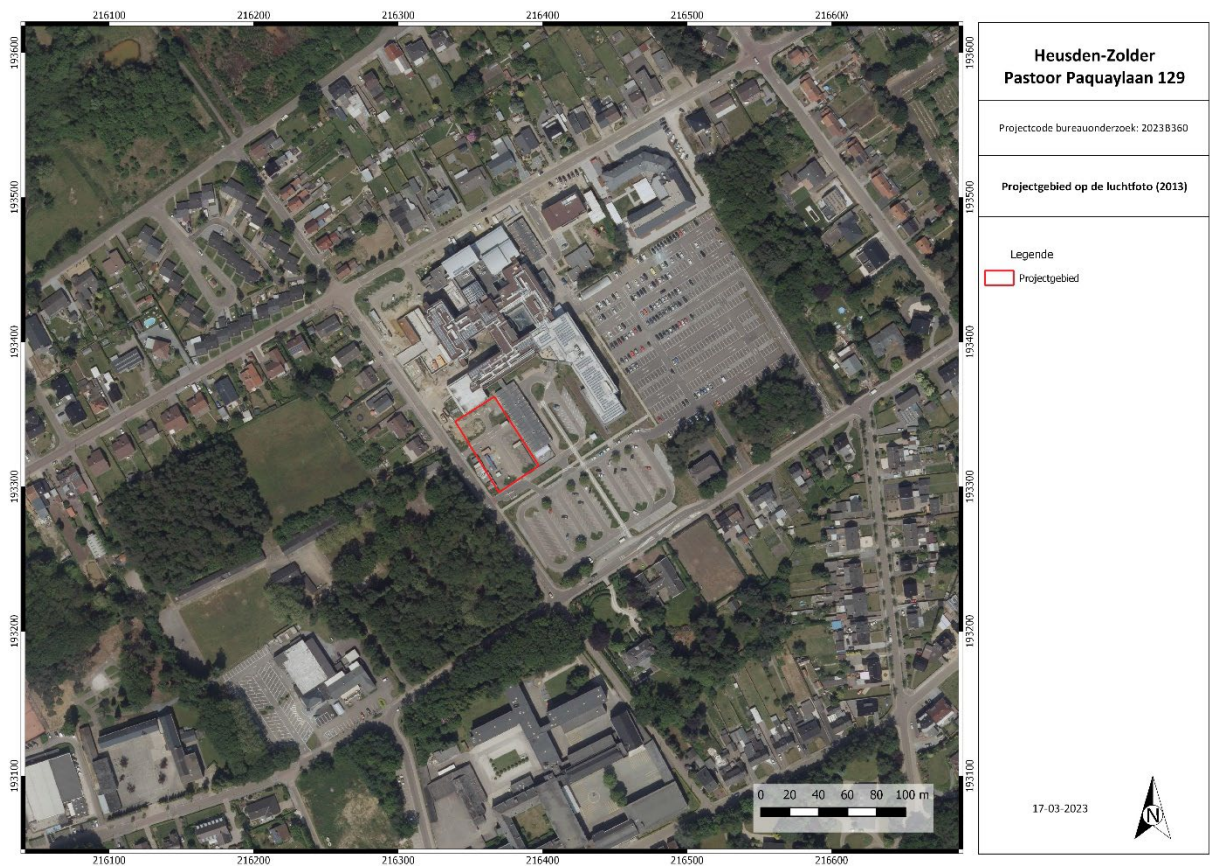 216100 216200 216300 216400 216500 216600
193600 193600
193500 193500
193400 193400
193300 193300
193200 193200
193100 193100
216100 216200 216300 216400 216500 216600
0 20 40 60 80 100 m
Heusden-Zolder
Pastoor Paquaylaan 129
Projectcode bureauonderzoek: 2023B360
Projectgebied op de luchtfoto (2013)
Legende
Projectgebied
17-03-2023
N